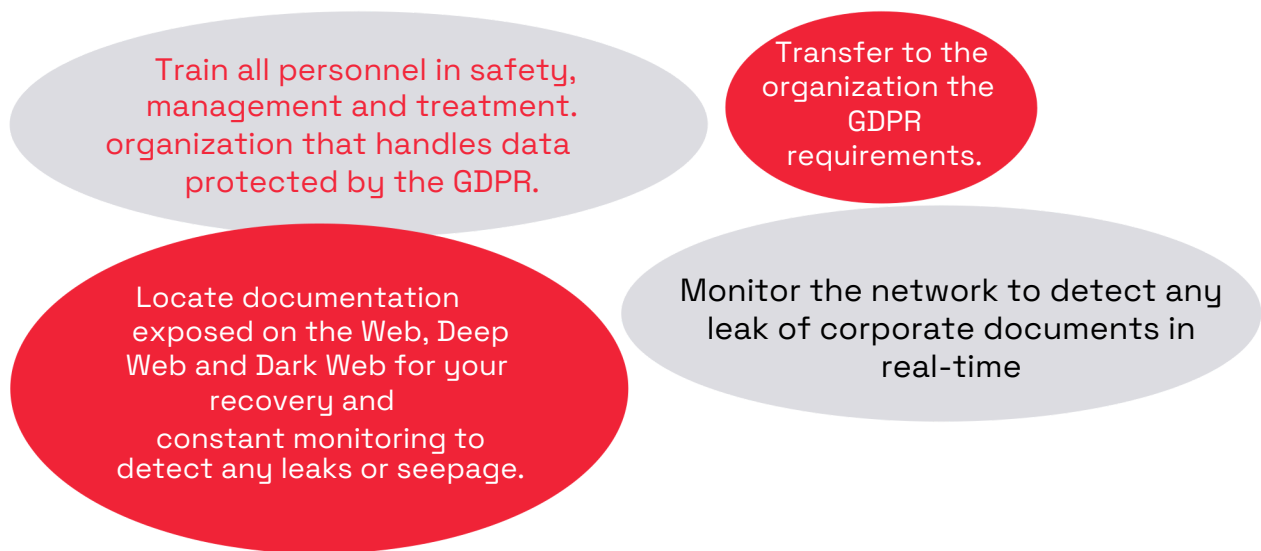 Train all personnel in safety,
management and treatment.
organization that handles data
protected by the GDPR.
Transfer to the
organization the
GDPR
requirements.
Locate documentation
exposed on the Web, Deep
Web and Dark Web for your
recovery and
constant monitoring to
detect any leaks or seepage.
Monitor the network to detect any
leak of corporate documents in
real-time